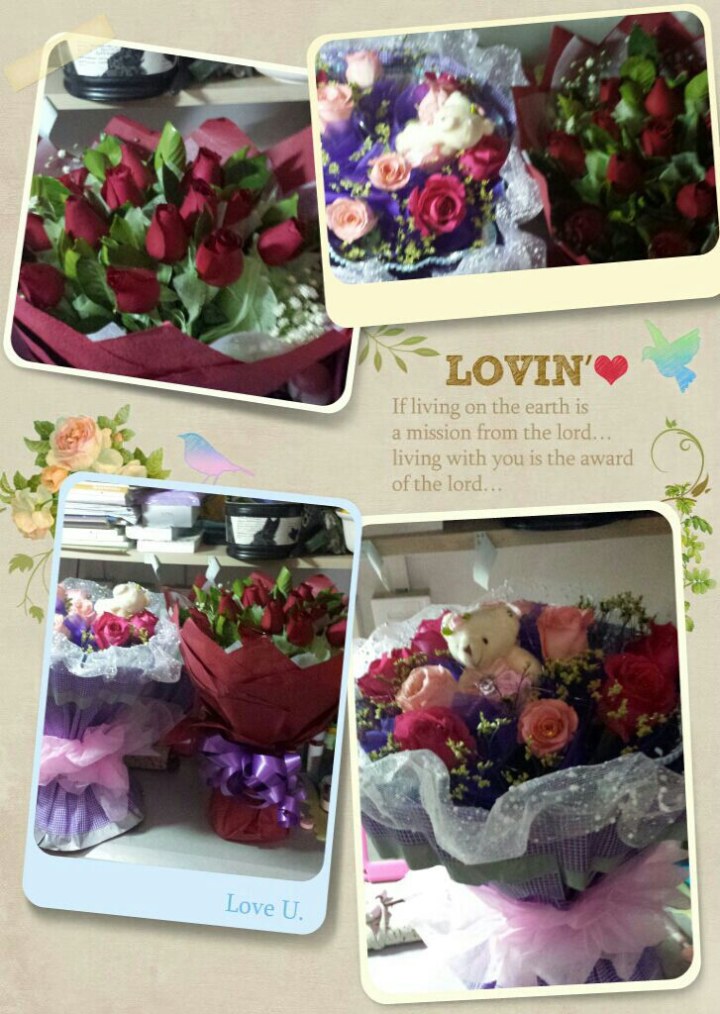 LOVIN'❤
If living on the earth is
a mission from the lord...
living with you is the award
of the lord...
Love U.